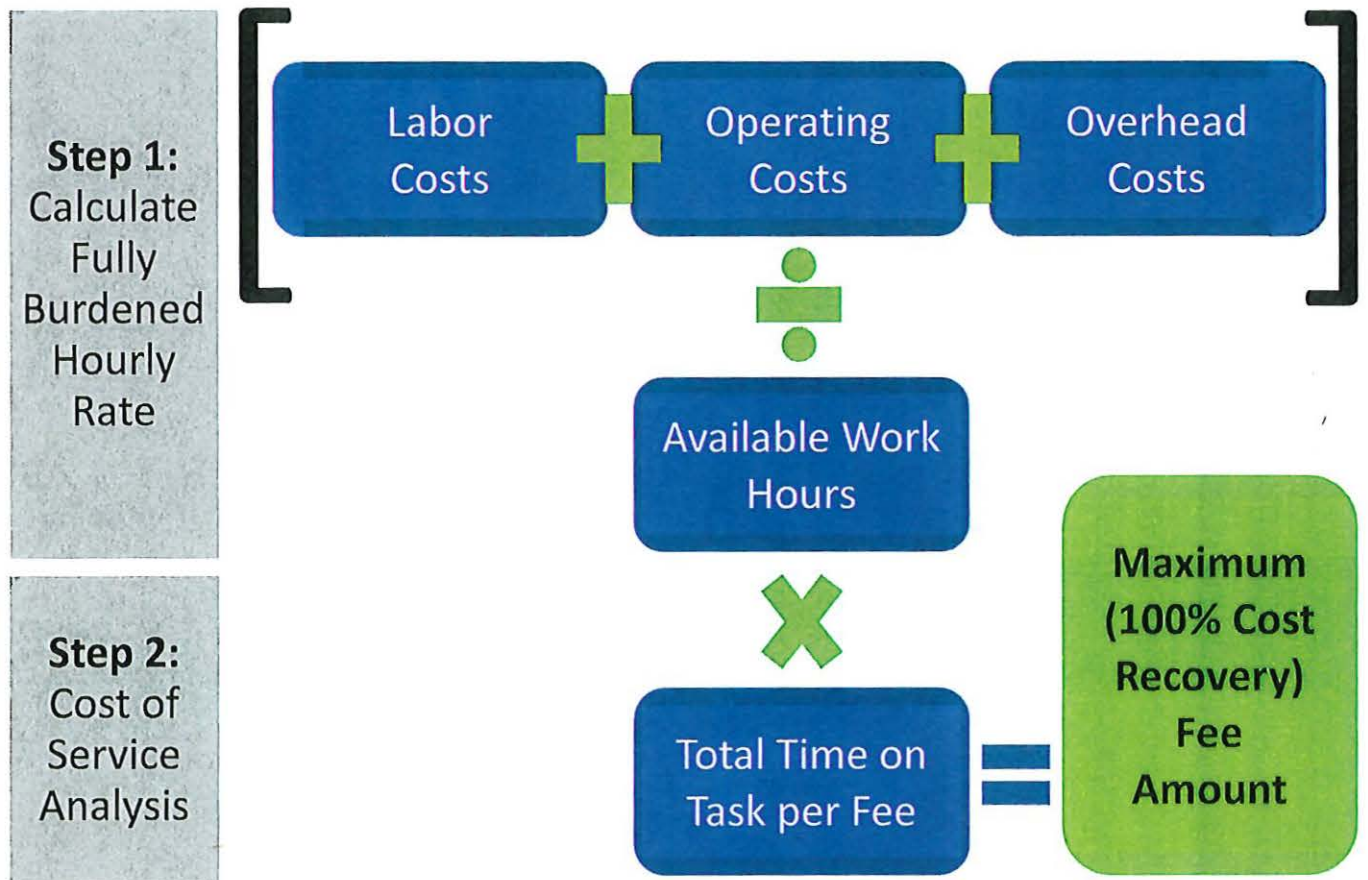 Step 1:
Calculate
Fully
Burdened
Hourly
Rate
Labor
Costs
Operating
Costs
Overhead
Costs
Available Work
Hours
Step 2:
Cost of
Service
Analysis
Total Time on
Task per Fee
Maximum
(100% Cost
Recovery)
Fee
Amount